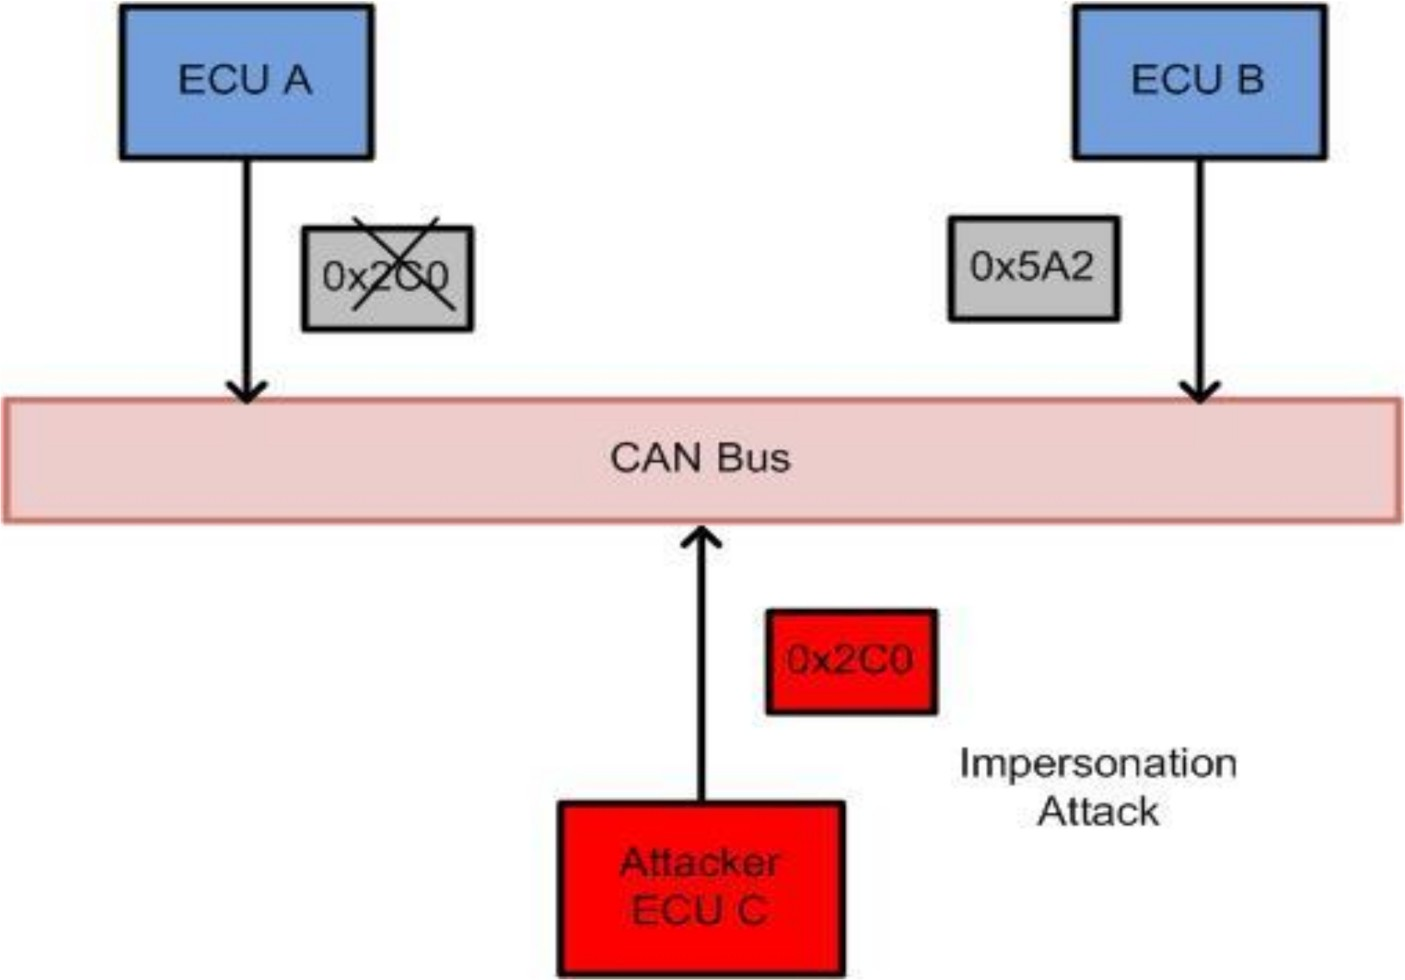 ECU A
ECU B
0x2C0
0x5A2
CAN Bus
0x2C0
Impersonation
Attack
Attacker
ECU C